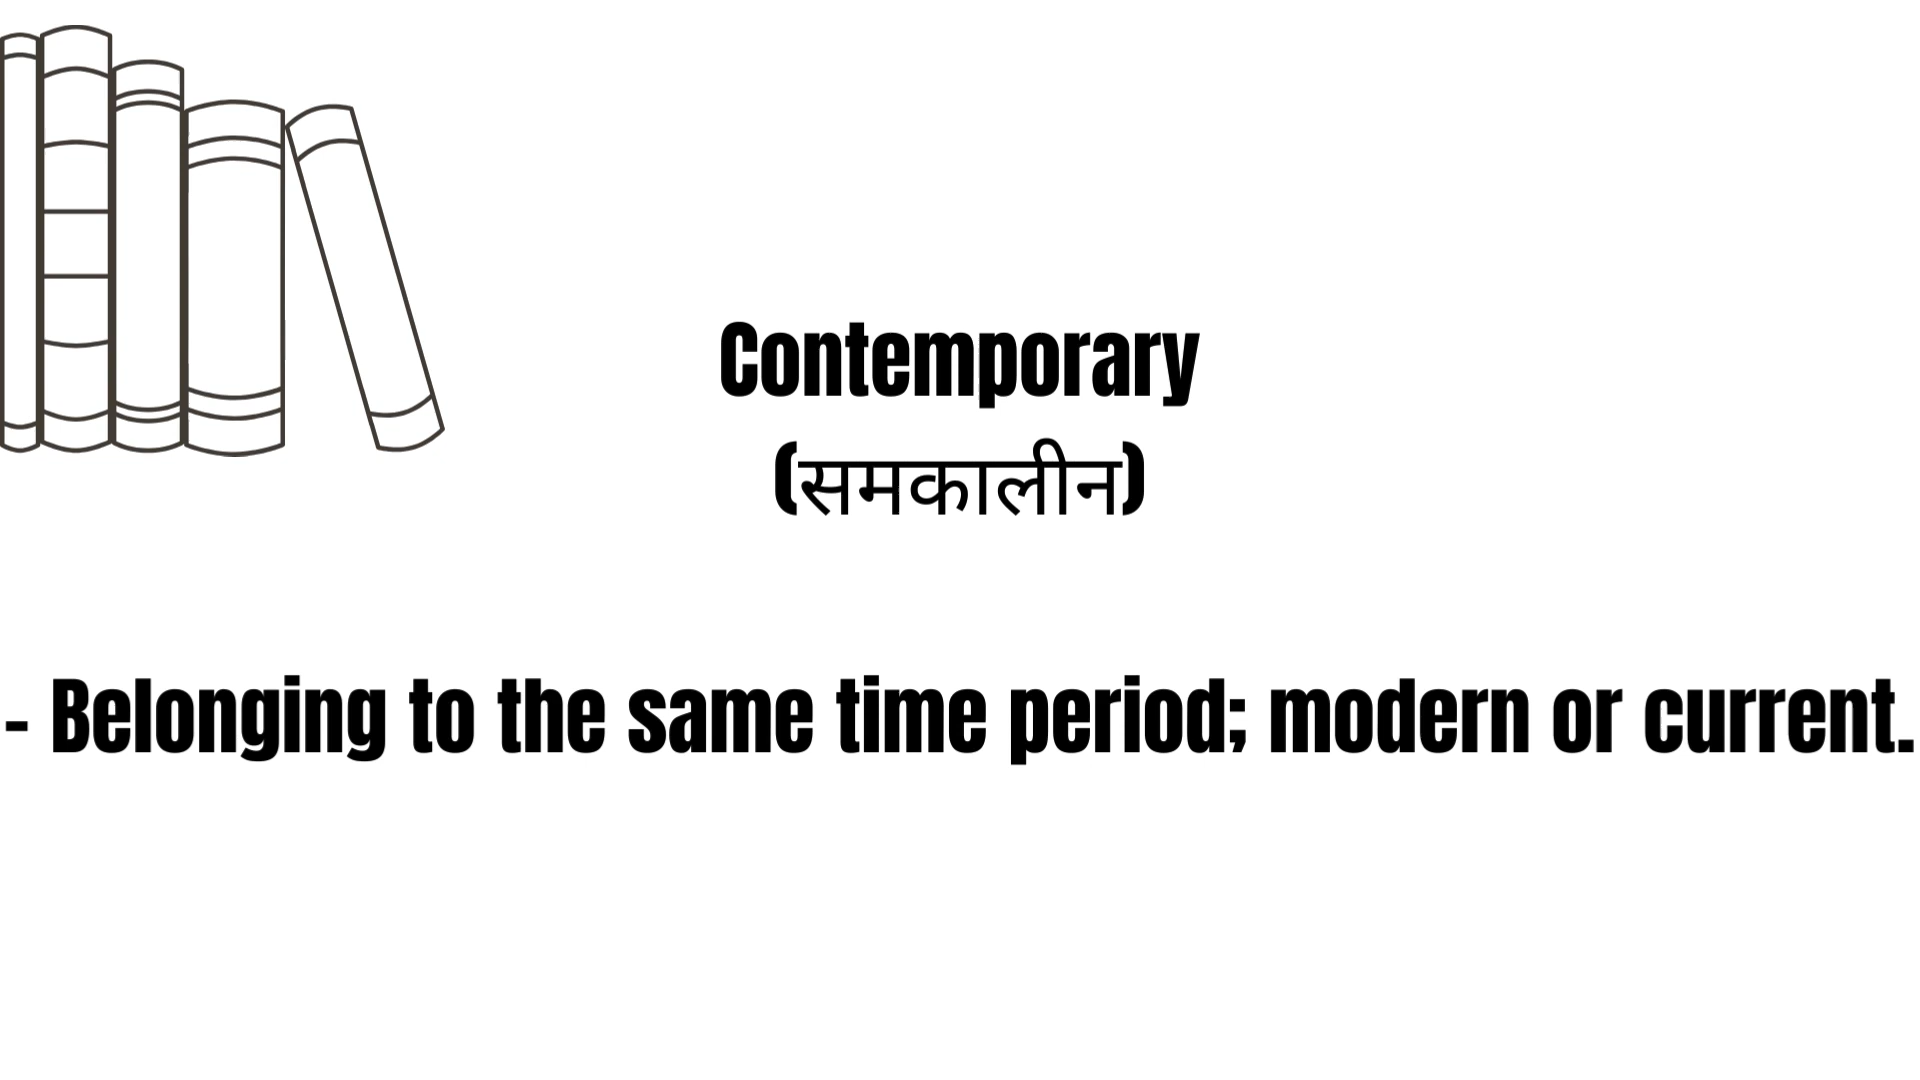 Contemporary
(समकालीन)
- Belonging to the same time period; modern or current.